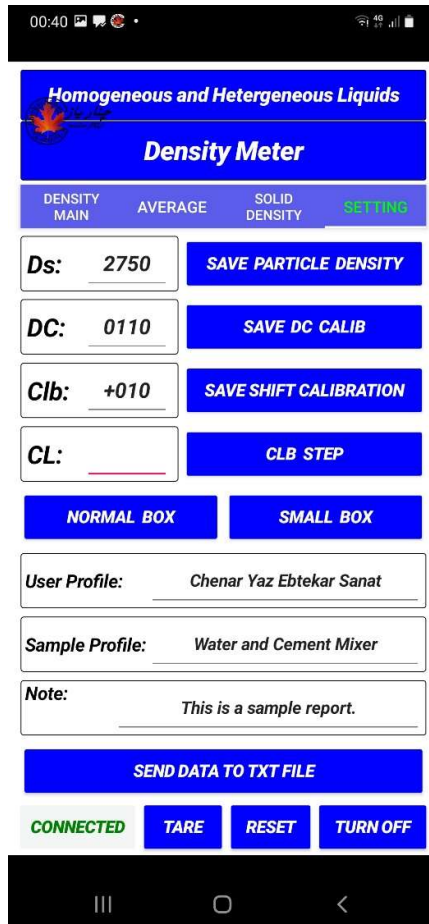 00:40
4G
Homogeneous and Hetergeneous Liquids
Density Meter
DENSITY MAIN
AVERAGE
SOLID DENSITY
SETTING
Ds: 2750
SAVE PARTICLE DENSITY
DC: 0110
SAVE DC CALIB
Clb: +010
SAVE SHIFT CALIBRATION
CL:
CLB STEP
NORMAL BOX
SMALL BOX
User Profile: Chenar Yaz Ebtekar Sanat
Sample Profile: Water and Cement Mixer
Note: This is a sample report.
SEND DATA TO TXT FILE
CONNECTED
TARE
RESET
TURN OFF